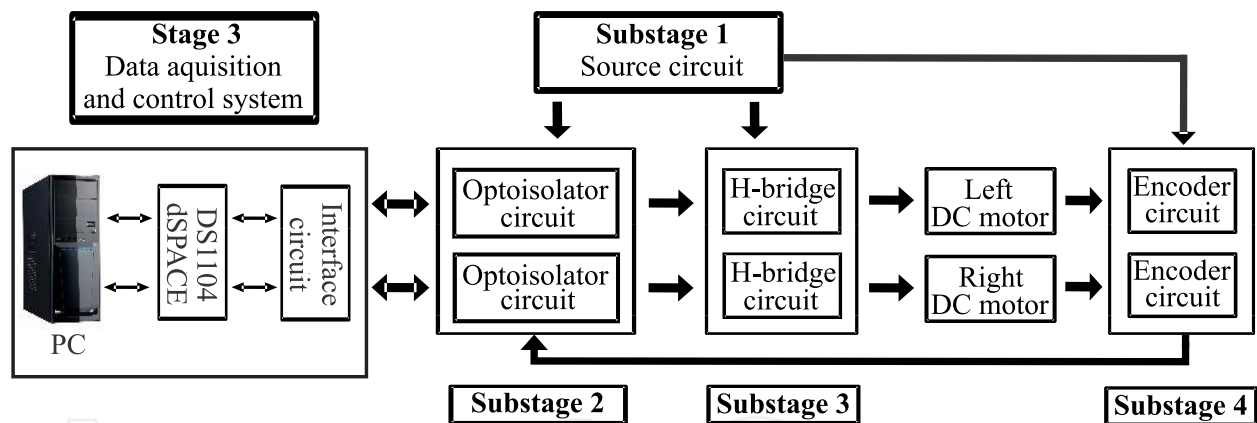 Stage 3
Data aquisition
and control system
Substage 1
Source circuit
PC
DS1104
dSPACE
Interface
circuit
Optoisolator
circuit
Optoisolator
circuit
H-bridge
circuit
H-bridge
circuit
Left
DC motor
Right
DC motor
Encoder
circuit
Encoder
circuit
Substage 2
Substage 3
Substage 4